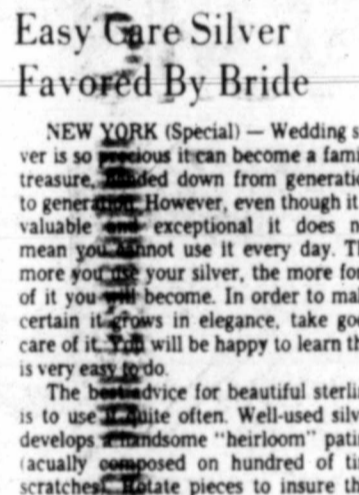 Easy Care Silver
Favored By Bride
NEW YORK (Special) — Wedding s
ver is so precious it can become a fami
treasure, handed down from generatio
to generation. However, even though it
valuable and exceptional it does n
mean you cannot use it every day. Th
more you use your silver, the more fon
of it you will become. In order to mak
certain it grows in elegance, take goo
care of it. You will be happy to learn th
is very easy to do.
The best advice for beautiful sterli
is to use it quite often. Well-used silv
develops a handsome "heirloom" pati
(acually composed on hundred of ti
scratches). Rotate pieces to insure th